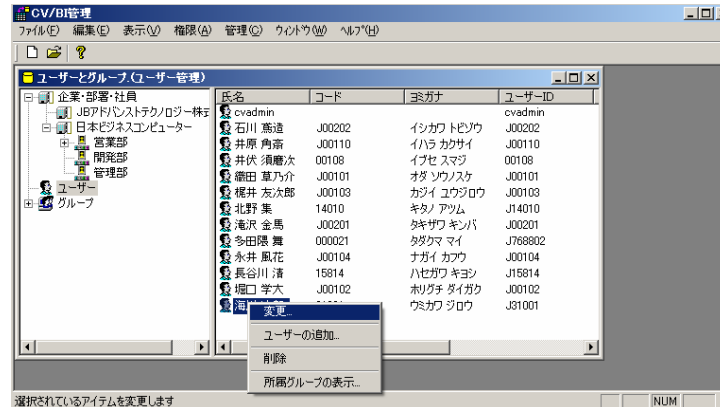 CV/BI管理
ファイル(F) 編集(E) 表示(V) 権限(A) 管理(C) ウィンドウ(W) ヘルプ(H)
ユーザーとグループ.(ユーザー管理)
企業・部署・社員
JBアドバンストテクノロジー株式
日本ビジネスコンピューター
営業部
開発部
管理部
ユーザー
グループ
氏名 コード ヨミガナ ユーザーID
cvadmin cvadmin
石川 蔦造 J00202 イシカワ トビゾウ J00202
井原 角斎 J00110 イハラ カクサイ J00110
井伏 須磨次 00108 イブセ スマジ 00108
織田 草乃介 J00101 オダ ソウノスケ J00101
梶井 友次郎 J00103 カジイ ユウジロウ J00103
北野 集 14010 キタノ アツム J14010
滝沢 金馬 J00201 タキザワ キンバ J00201
多田隈 舞 000021 タダクマ マイ J768802
永井 風花 J00104 ナガイ カフウ J00104
長谷川 清 15814 ハセガワ キヨシ J15814
堀口 学大 J00102 ホリグチ ダイガク J00102
ウミカワ ジロウ J31001
変更...
ユーザーの追加...
削除
所属グループの表示...
選択されているアイテムを変更します NUM